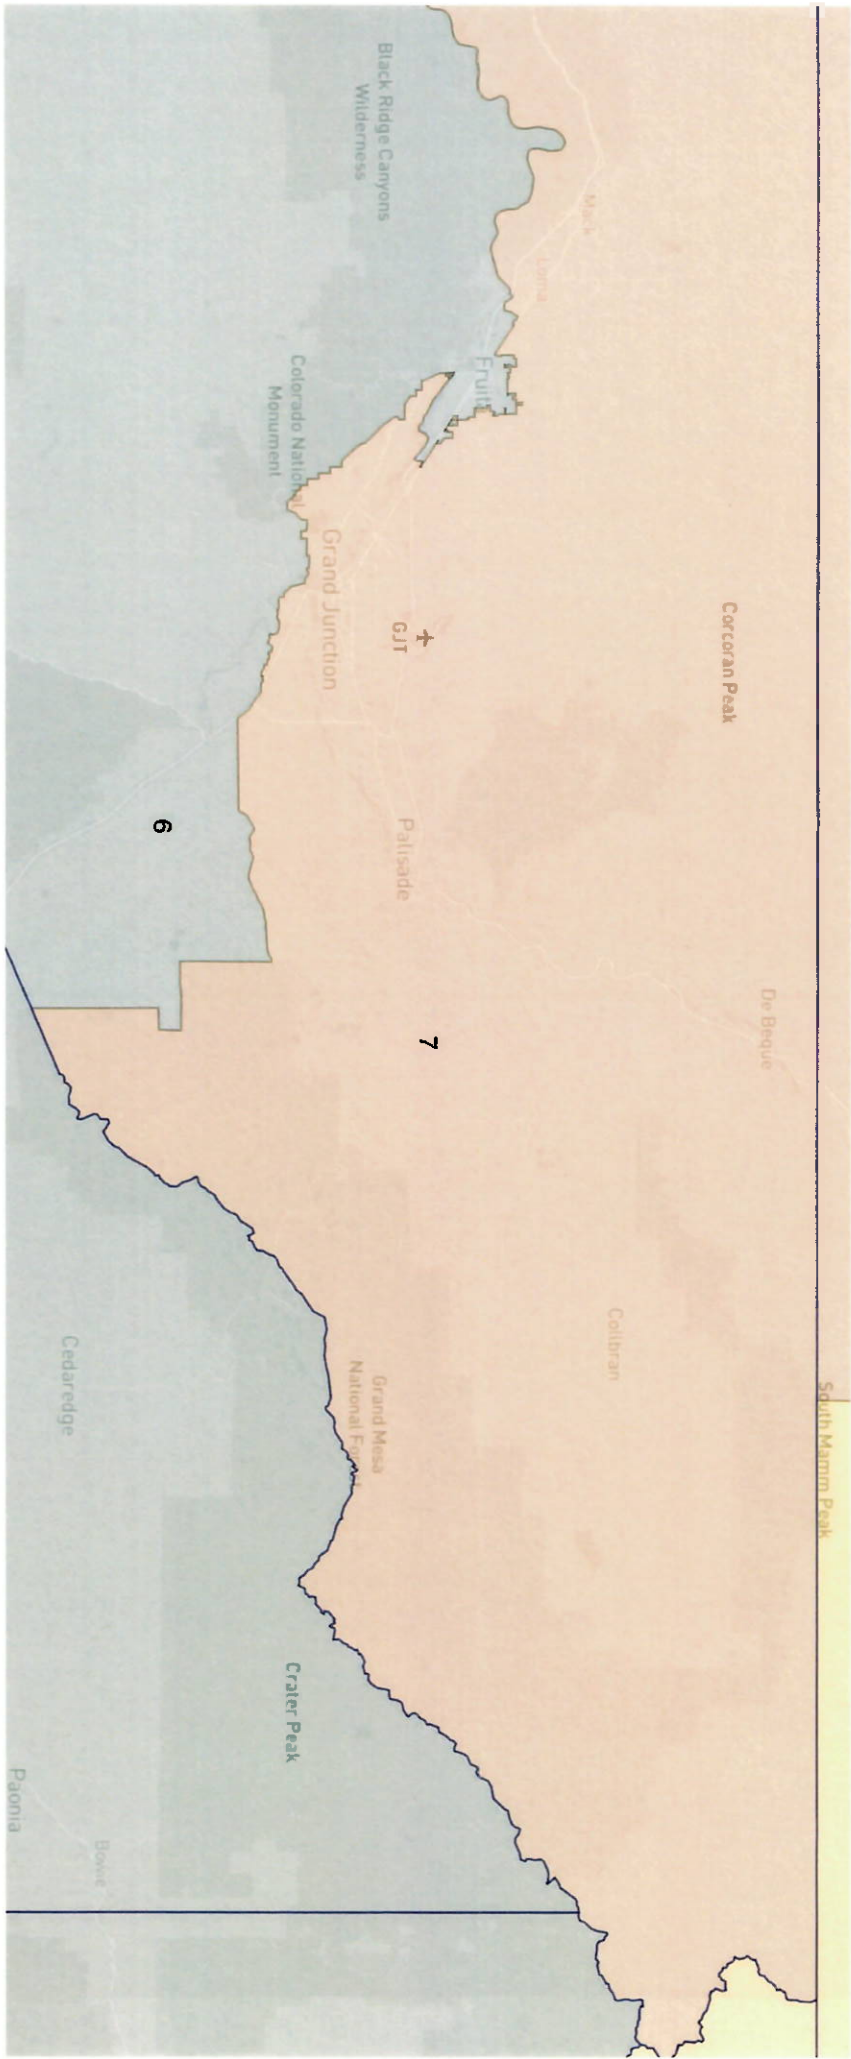 Black Ridge Canyons
Wilderness
Mack
Loma
Fruita
Colorado National
Monument
Grand Junction
GJT
Corcoran Peak
6
Palisade
7
De Beque
Collbran
Cedaredge
Grand Mesa
National Forest
South Mamm Peak
Crater Peak
Paonia
Bowie